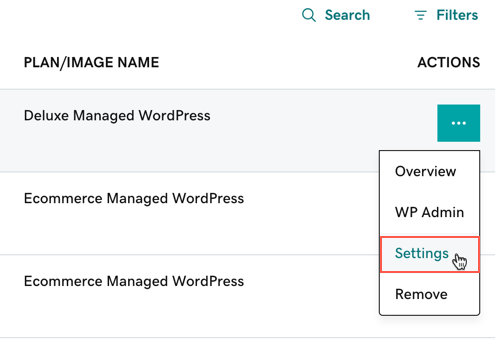 Search Filters
PLAN/IMAGE NAME ACTIONS
Deluxe Managed WordPress
Overview
Ecommerce Managed WordPress
WP Admin
Settings
Ecommerce Managed WordPress
Remove